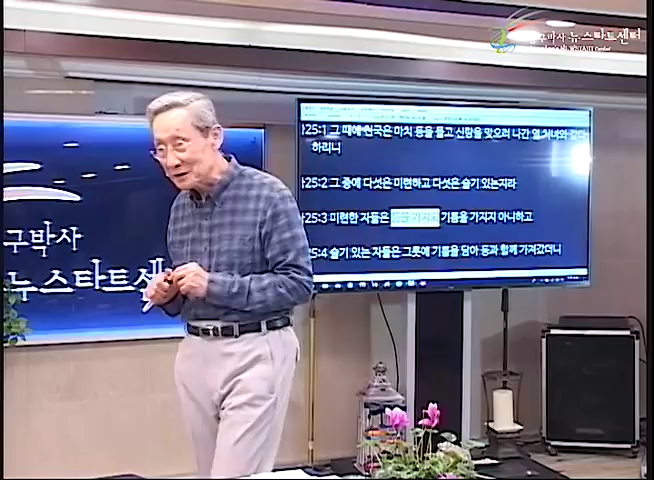 뉴스타트센터
25:1 그 때에 천국은 마치 등을 들고 신랑을 맞으러 나간 열 처녀와 같다
하리니
25:2 그 중에 다섯은 미련하고 다섯은 슬기 있는지라
25:3 미련한 자들은 등을 가지되 기름을 가지지 아니하고
25:4 슬기 있는 자들은 그릇에 기름을 담아 등과 함께 가져갔더니
구박사
뉴스타트센